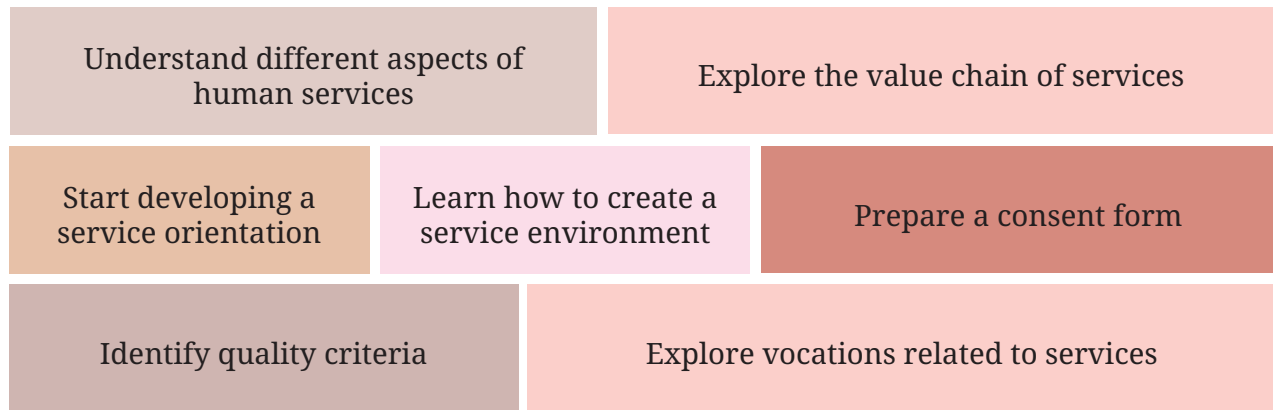 Understand different aspects of
human services
Explore the value chain of services
Start developing a
service orientation
Learn how to create a
service environment
Prepare a consent form
Identify quality criteria
Explore vocations related to services